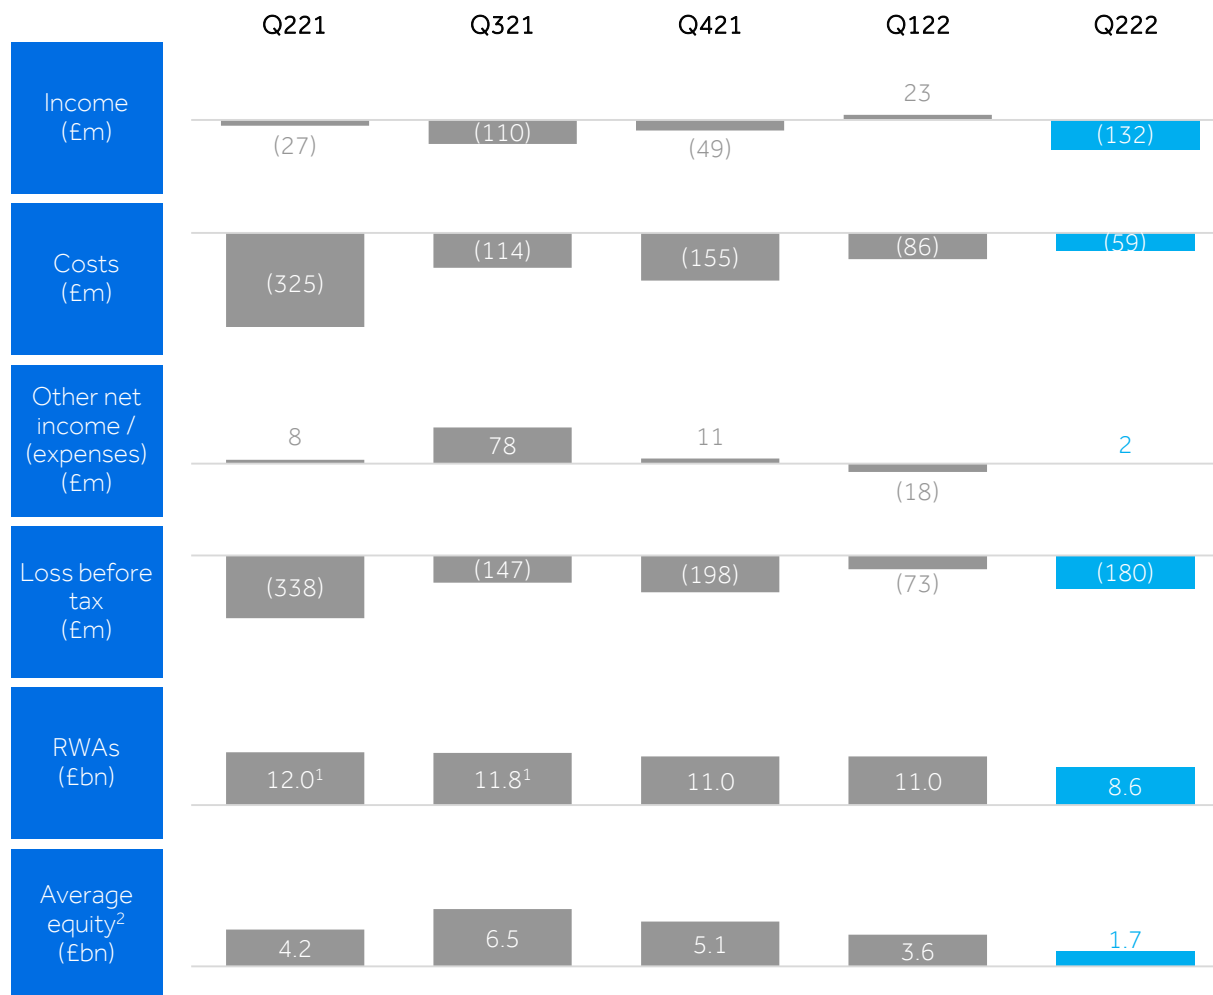 Q221 Q321 Q421 Q122 Q222
Income
(£m)
23
(27) (110) (49) (132)
Costs
(£m)
(325) (114) (155) (86) (59)
Other net
income /
(expenses)
(£m)
8 78 11 2
(18)
Loss before
tax
(£m)
(338) (147) (198) (73) (180)
RWAs
(£bn)
12.0¹ 11.8¹ 11.0 11.0 8.6
Average
equity²
(£bn)
4.2 6.5 5.1 3.6 1.7